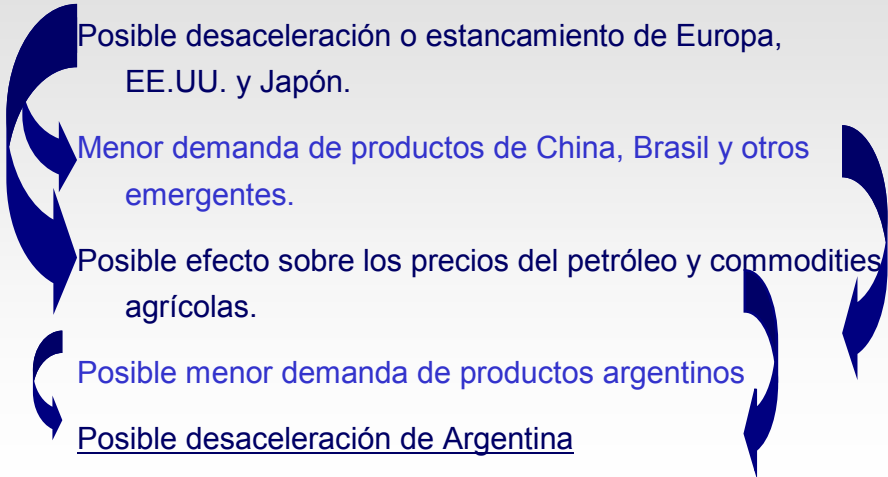 Posible desaceleración o estancamiento de Europa,
EE.UU. y Japón.
Menor demanda de productos de China, Brasil y otros
emergentes.
Posible efecto sobre los precios del petróleo y commodities
agrícolas.
Posible menor demanda de productos argentinos
Posible desaceleración de Argentina